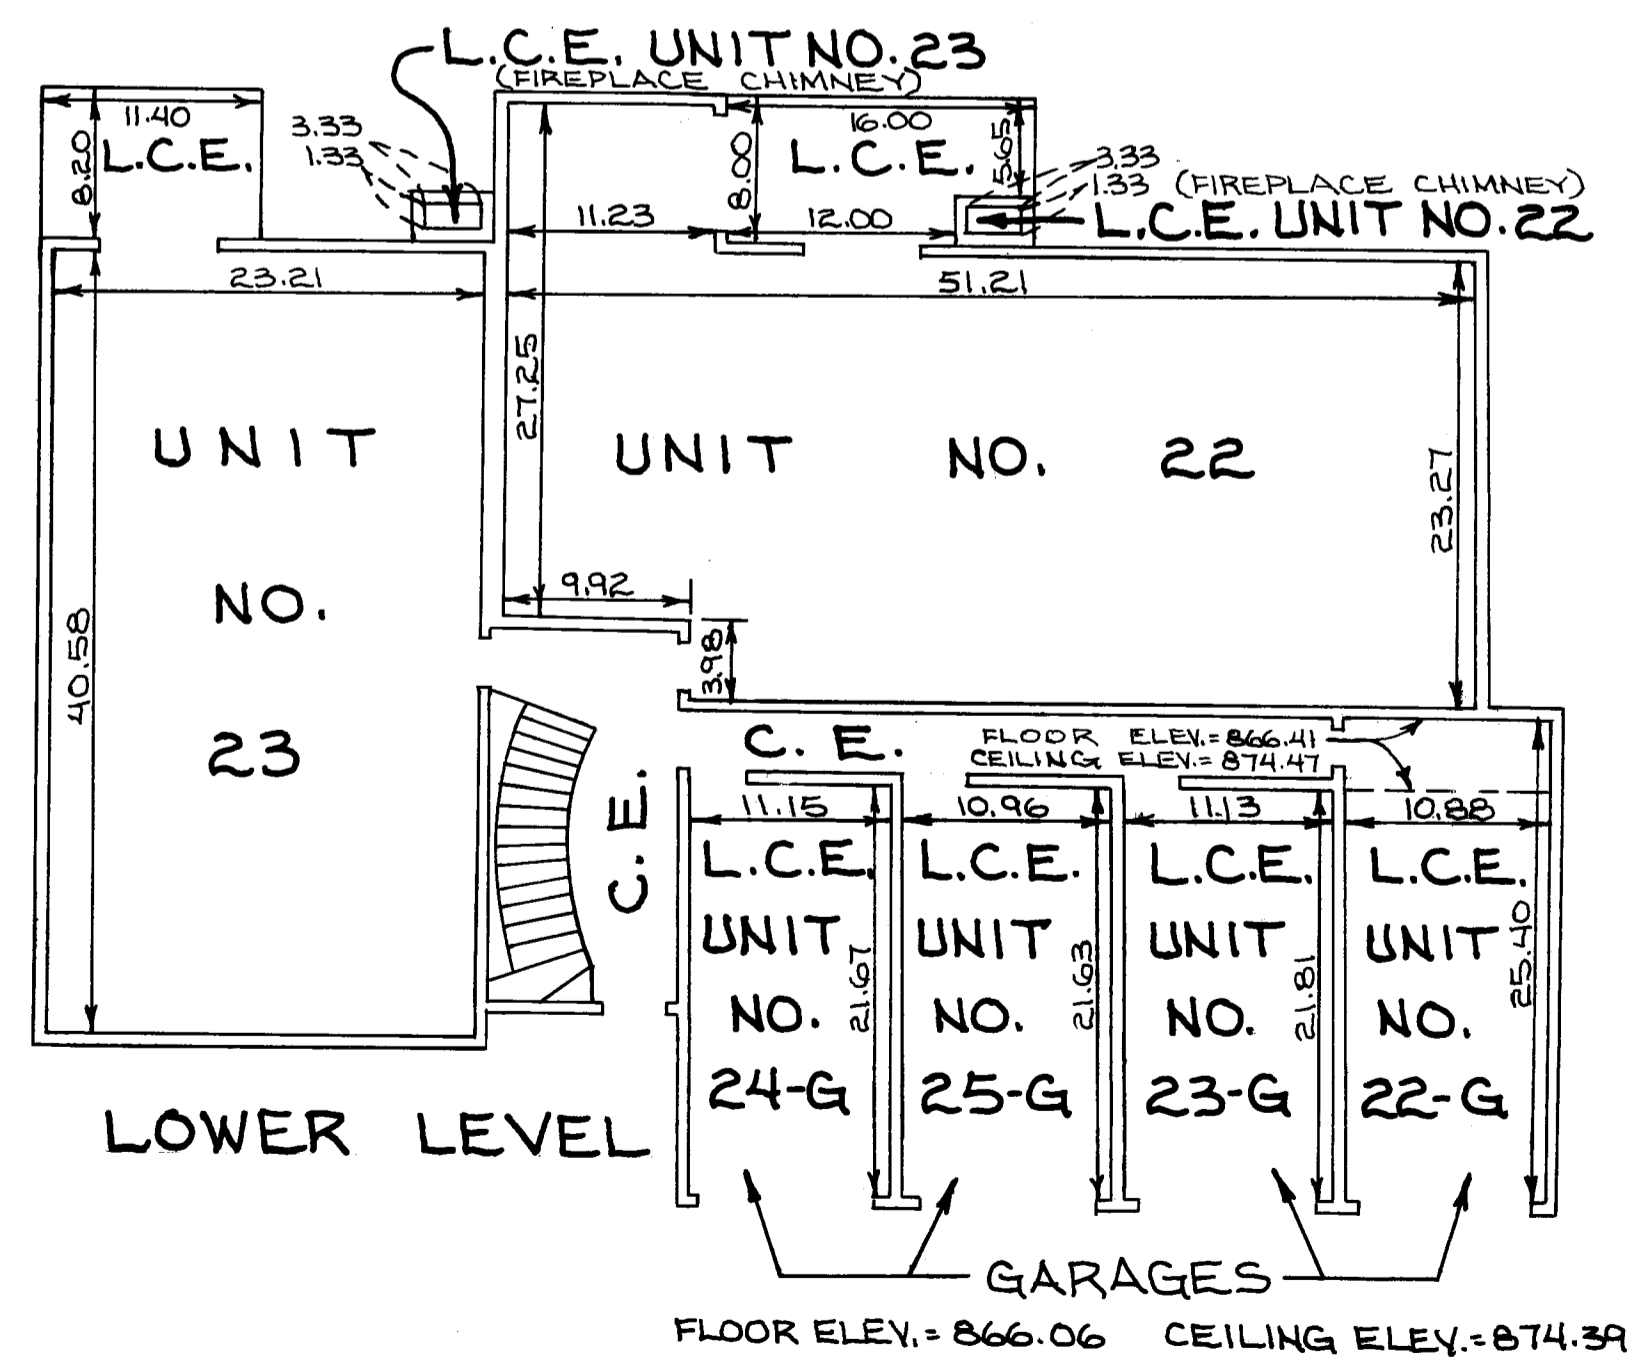 L.C.E. UNIT NO. 23
(FIREPLACE CHIMNEY)
11.40
8.20
L.C.E.
3.33
1.33
16.00
8.00
L.C.E.
5.65
3.33
1.33 (FIREPLACE CHIMNEY)
L.C.E. UNIT NO. 22
11.23
12.00
23.21
51.21
27.25
UNIT
NO.
23
UNIT NO. 22
23.27
40.58
9.92
3.98
C.E.
C. E.
FLOOR ELEV.= 866.41
CEILING ELEV.= 874.47
11.15
10.96
11.13
10.88
L.C.E.
UNIT
NO.
24-G
21.67
L.C.E.
UNIT
NO.
25-G
21.63
L.C.E.
UNIT
NO.
23-G
21.81
L.C.E.
UNIT
NO.
22-G
25.40
LOWER LEVEL
GARAGES
FLOOR ELEV.= 866.06 CEILING ELEV.=874.39